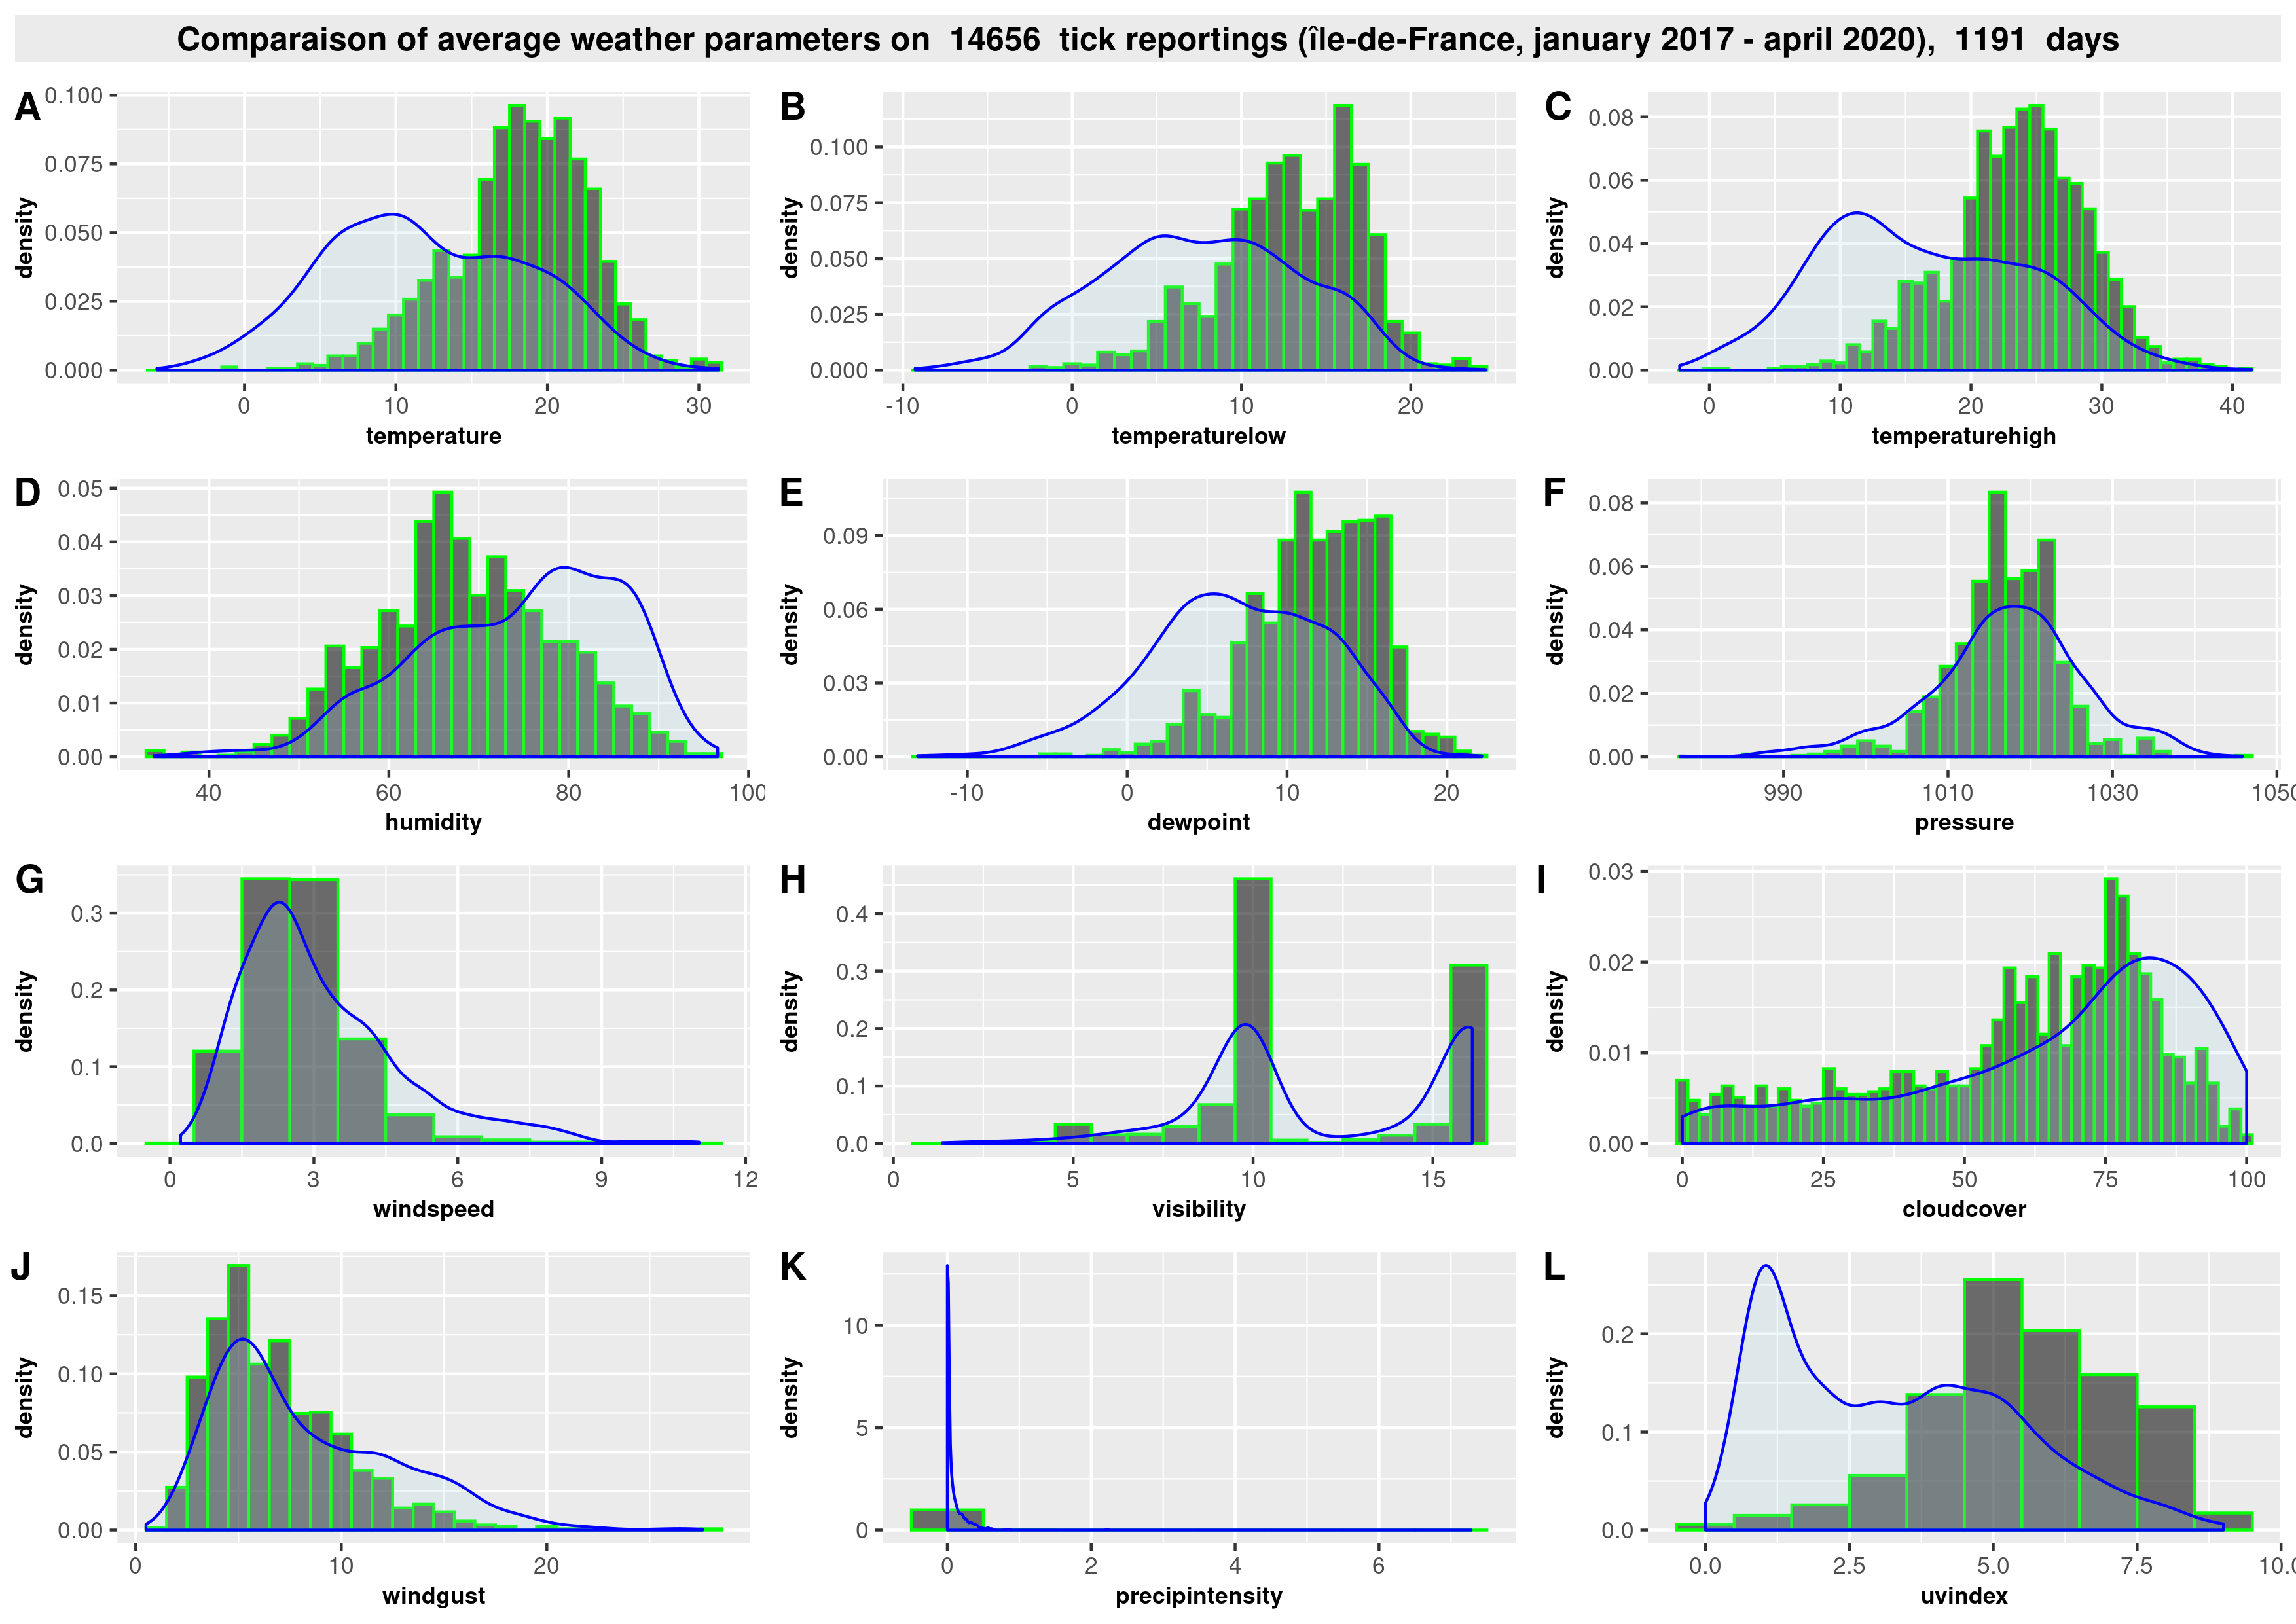 Comparaison of average weather parameters on 14656 tick reportings (île-de-France, january 2017 - april 2020), 1191 days
A
0.100
0.075
0.050
0.025
0.000
density
0 10 20 30
temperature
B
0.100
0.075
0.050
0.025
0.000
density
-10 0 10 20
temperaturelow
C
0.08
0.06
0.04
0.02
0.00
density
0 10 20 30 40
temperaturehigh
D
0.05
0.04
0.03
0.02
0.01
0.00
density
40 60 80 100
humidity
E
0.09
0.06
0.03
0.00
density
-10 0 10 20
dewpoint
F
0.08
0.06
0.04
0.02
0.00
density
990 1010 1030 1050
pressure
G
0.3
0.2
0.1
0.0
density
0 3 6 9 12
windspeed
H
0.4
0.3
0.2
0.1
0.0
density
0 5 10 15
visibility
I
0.03
0.02
0.01
0.00
density
0 25 50 75 100
cloudcover
J
0.15
0.10
0.05
0.00
density
0 10 20
windgust
K
10
5
0
density
0 2 4 6
precipintensity
L
0.2
0.1
0.0
density
0.0 2.5 5.0 7.5 10.0
uvindex